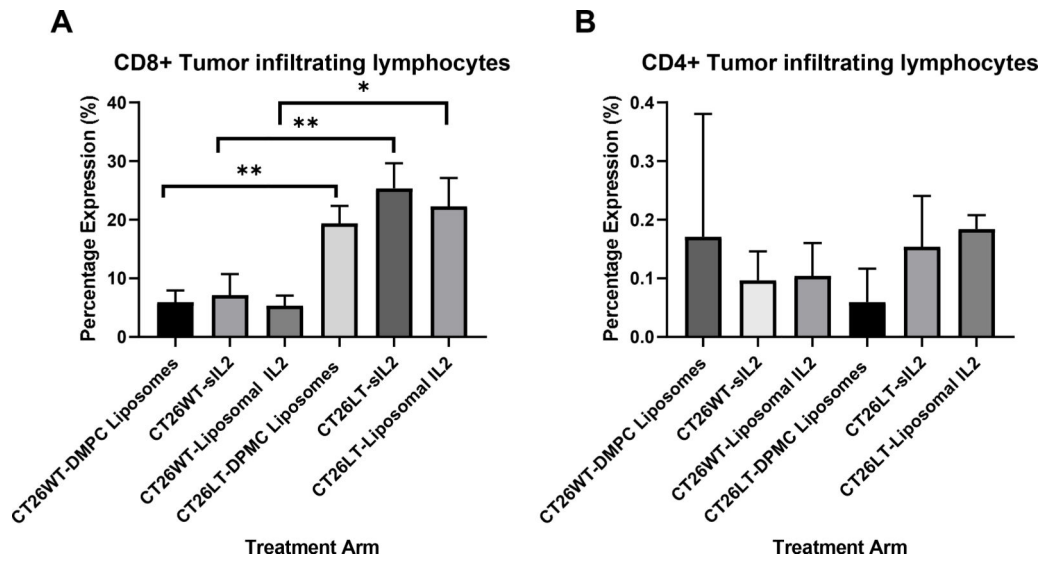 A
CD8+ Tumor infiltrating lymphocytes
Percentage Expression (%)
40
30
20
10
0
*
**
**
CT26WT-DMPC Liposomes
CT26WT-sIL2
CT26WT-Liposomal IL2
CT26LT-DPMC Liposomes
CT26LT-sIL2
CT26LT-Liposomal IL2
Treatment Arm
B
CD4+ Tumor infiltrating lymphocytes
Percentage Expression (%)
0.4
0.3
0.2
0.1
0.0
CT26WT-DMPC Liposomes
CT26WT-sIL2
CT26WT-Liposomal IL2
CT26LT-DPMC Liposomes
CT26LT-sIL2
CT26LT-Liposomal IL2
Treatment Arm